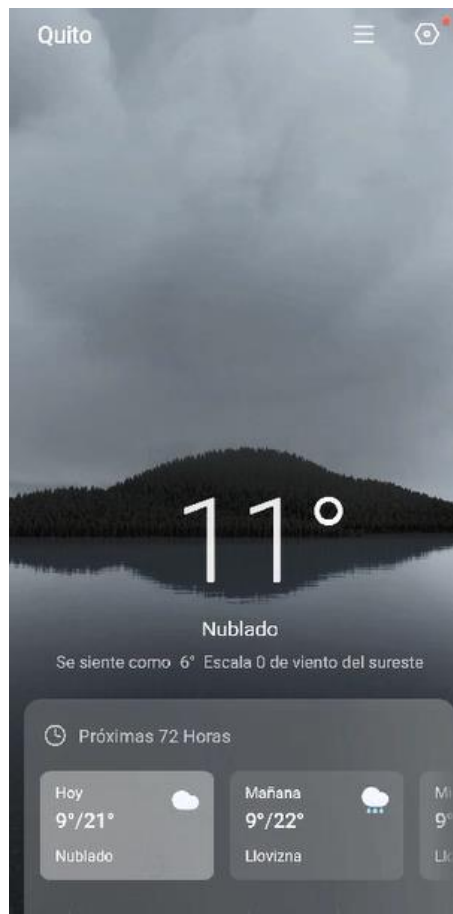 Quito
11°
Nublado
Se siente como 6° Escala 0 de viento del sureste
Próximas 72 Horas
Hoy
9°/21°
Nublado
Mañana
9°/22°
Llovizna
9°